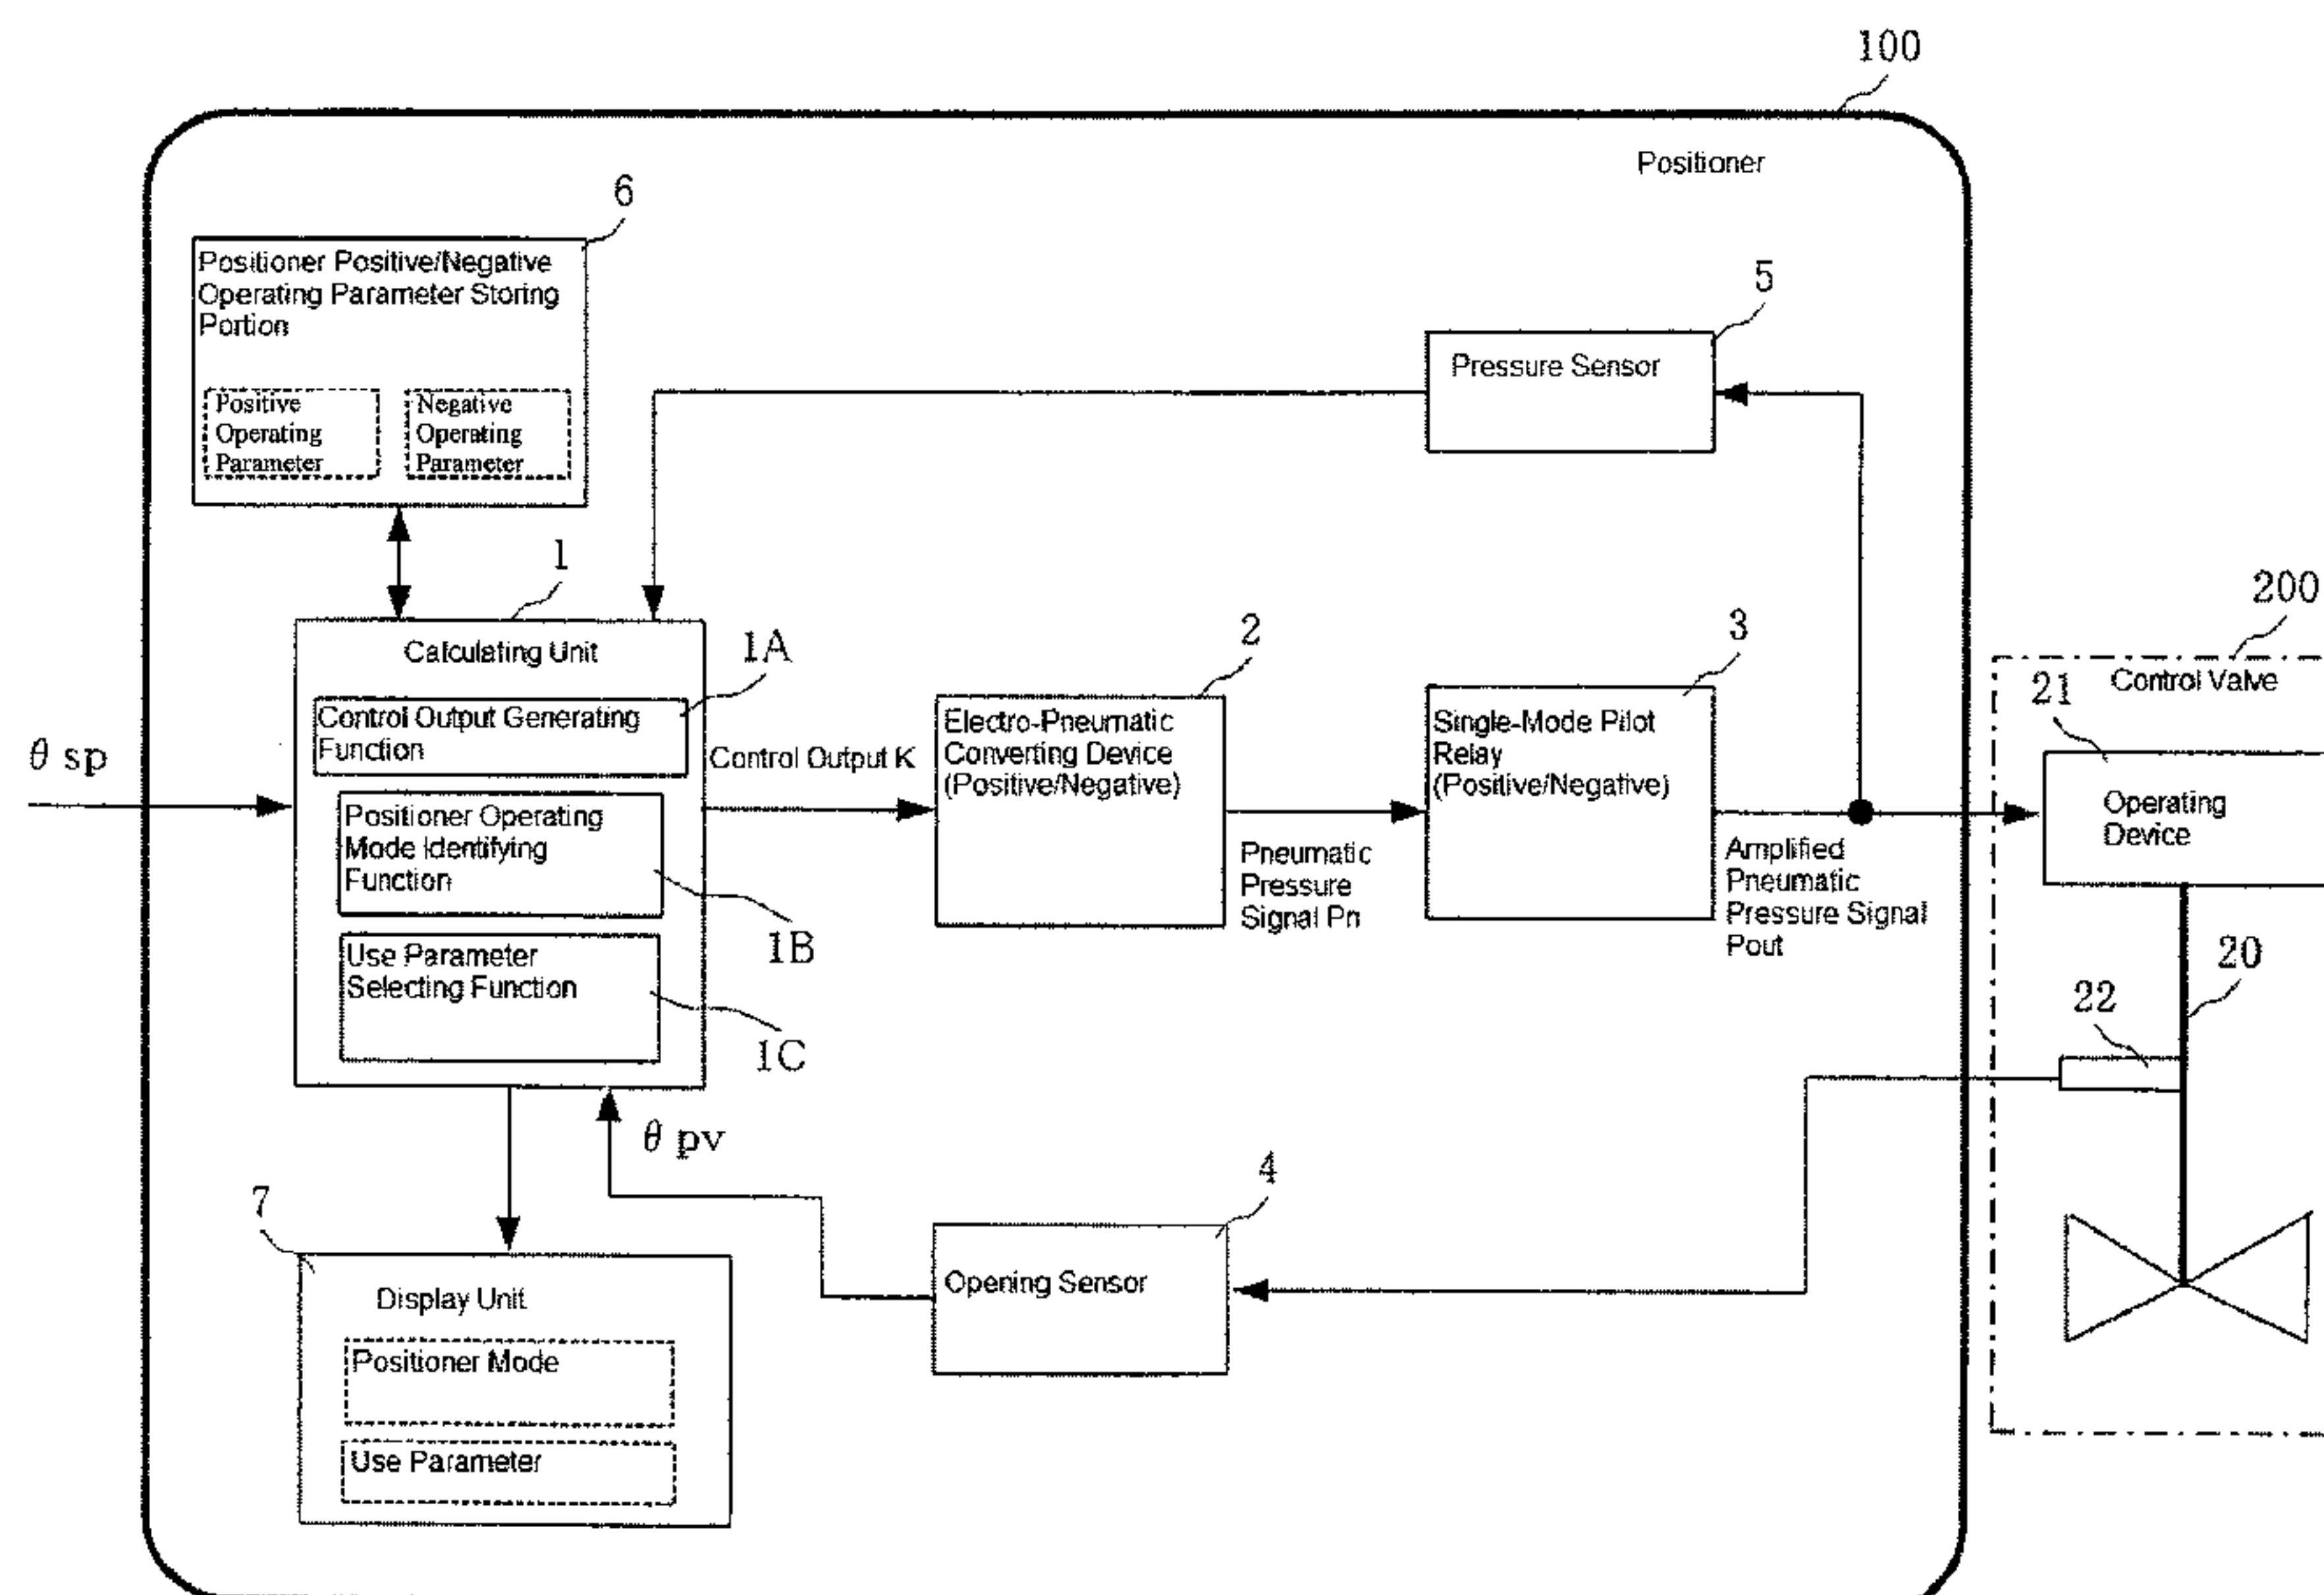 100
Positioner
6
Positioner Positive/Negative
Operating Parameter Storing
Portion
Positive
Operating
Parameter
Negative
Operating
Parameter
5
Pressure Sensor
1
Calculating Unit
1A
Control Output Generating
Function
Positioner Operating
Mode Identifying
Function
1B
Use Parameter
Selecting Function
1C
θ sp
Control Output K
2
Electro-Pneumatic
Converting Device
(Positive/Negative)
Pneumatic
Pressure
Signal Pn
3
Single-Mode Pilot
Relay
(Positive/Negative)
Amplified
Pneumatic
Pressure Signal
Pout
200
Control Valve
21
Operating
Device
20
22
θ pv
4
Opening Sensor
7
Display Unit
Positioner Mode
Use Parameter